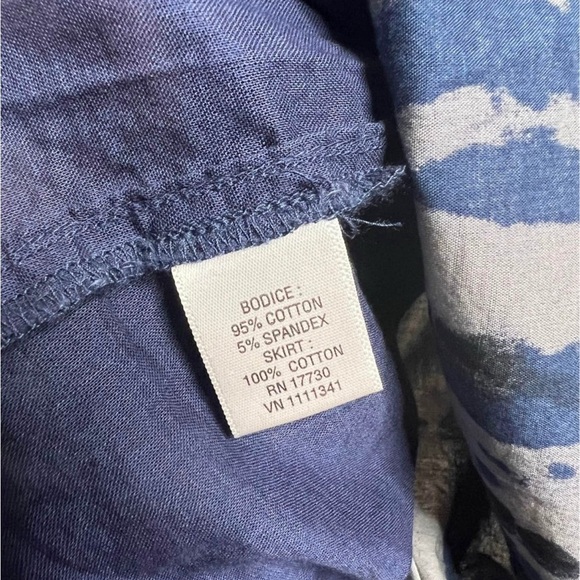 BODICE :
95% COTTON
5% SPANDEX
SKIRT :
100% COTTON
RN 17730
VN 1111341